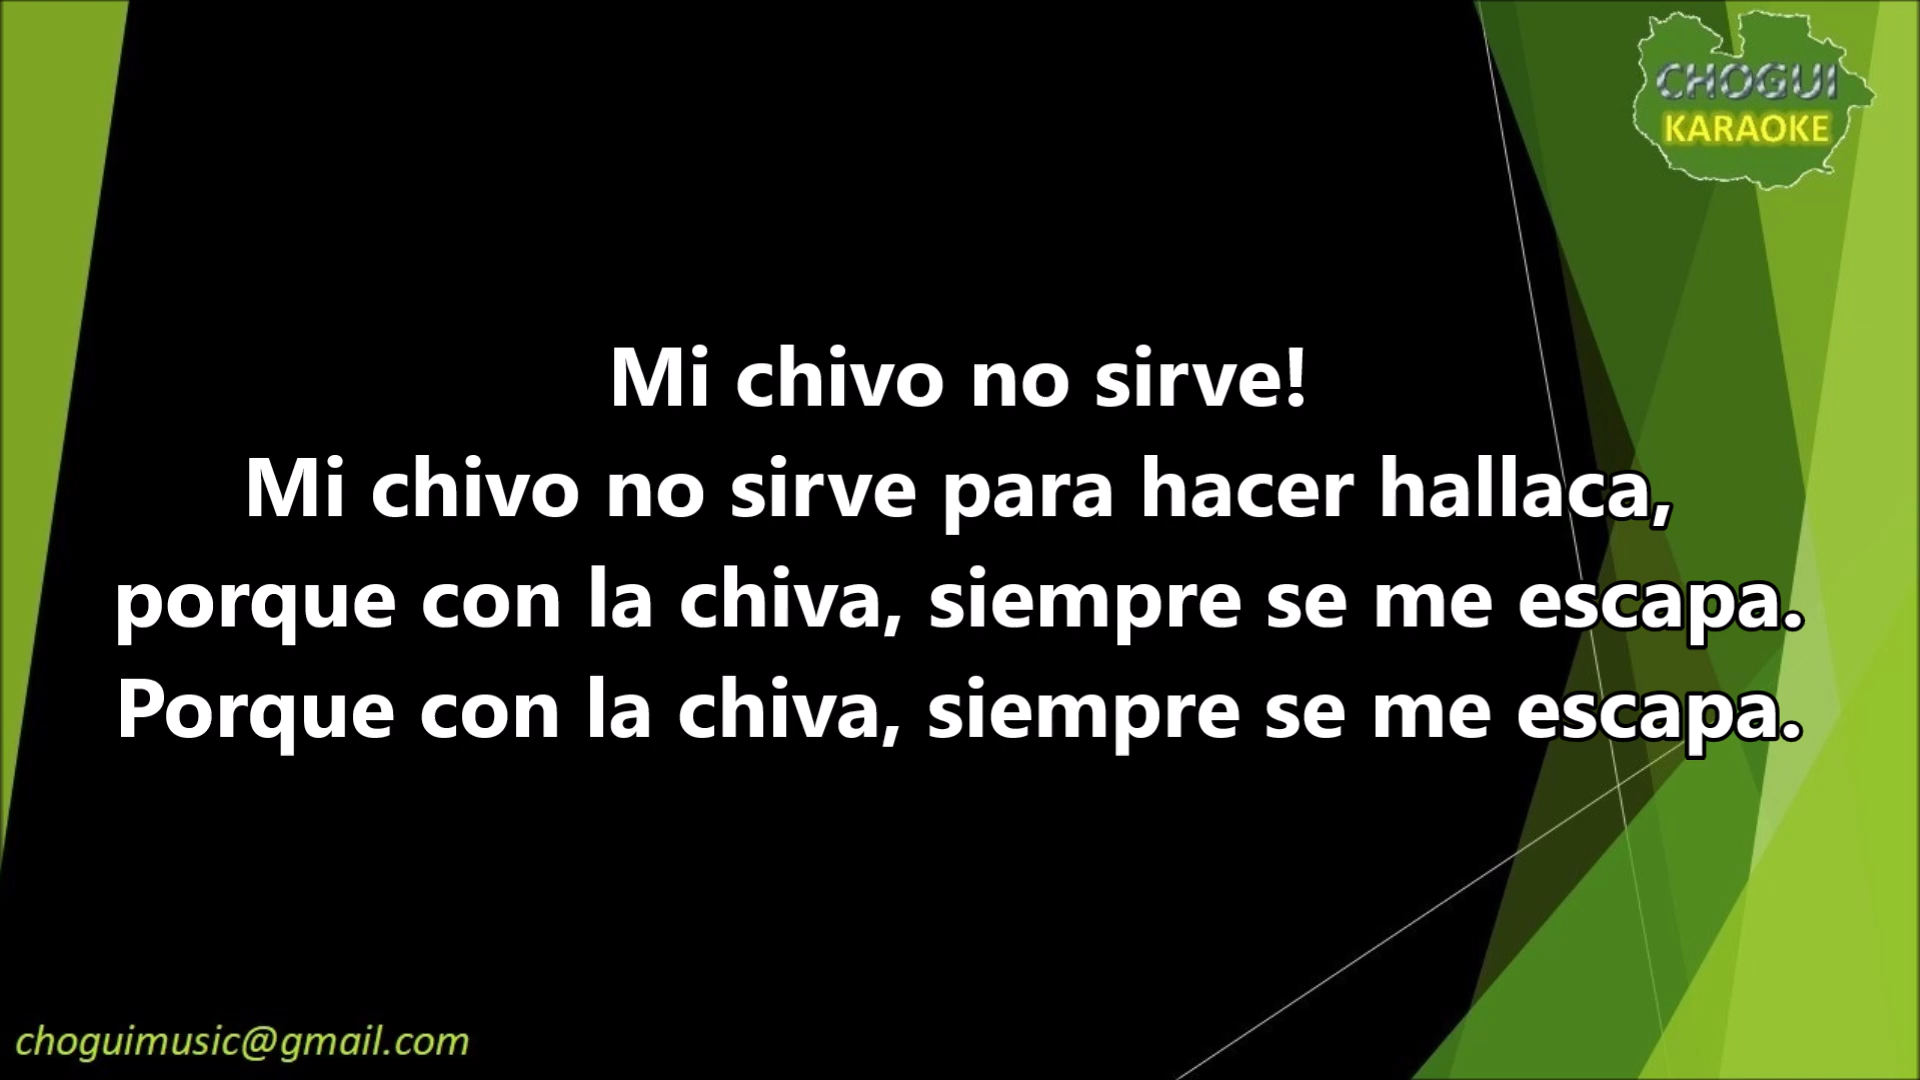 CHOGUI
KARAOKE
Mi chivo no sirve!
Mi chivo no sirve para hacer hallaca,
porque con la chiva, siempre se me escapa.
Porque con la chiva, siempre se me escapa.
choguimusic@gmail.com